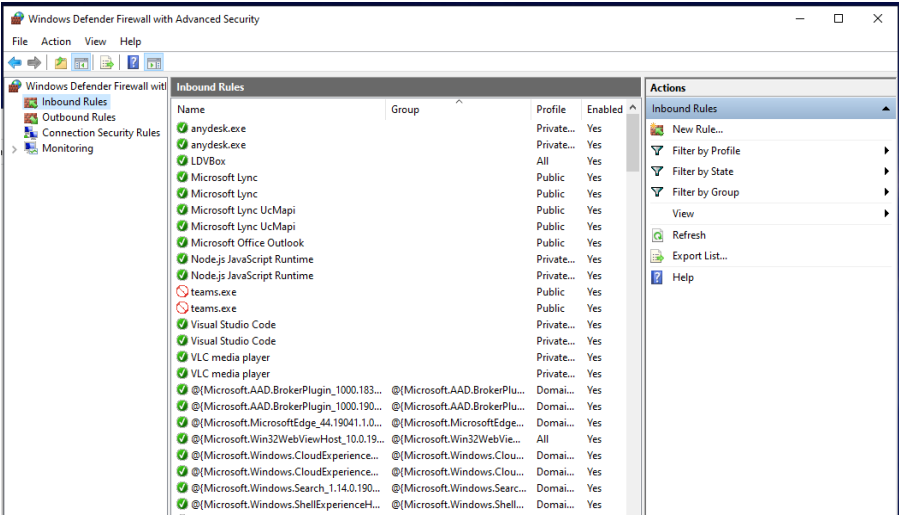 Windows Defender Firewall with Advanced Security
File Action View Help
Windows Defender Firewall witl
Inbound Rules
Outbound Rules
Connection Security Rules
Monitoring
Inbound Rules
Name Group Profile Enabled
anydesk.exe Private... Yes
anydesk.exe Private... Yes
LDVBox All Yes
Microsoft Lync Public Yes
Microsoft Lync Public Yes
Microsoft Lync UcMapi Public Yes
Microsoft Lync UcMapi Public Yes
Microsoft Office Outlook Public Yes
Node.js JavaScript Runtime Private... Yes
Node.js JavaScript Runtime Private... Yes
teams.exe Public Yes
teams.exe Public Yes
Visual Studio Code Private... Yes
Visual Studio Code Private... Yes
VLC media player Private... Yes
VLC media player Private... Yes
@{Microsoft.AAD.BrokerPlugin_1000.183... @{Microsoft.AAD.BrokerPlu... Domai... Yes
@{Microsoft.AAD.BrokerPlugin_1000.190... @{Microsoft.AAD.BrokerPlu... Domai... Yes
@{Microsoft.MicrosoftEdge_44.19041.1.0... @{Microsoft.MicrosoftEdge... Domai... Yes
@{Microsoft.Win32WebViewHost_10.0.19... @{Microsoft.Win32WebVie... All Yes
@{Microsoft.Windows.CloudExperience... @{Microsoft.Windows.Clou... Domai... Yes
@{Microsoft.Windows.CloudExperience... @{Microsoft.Windows.Clou... Domai... Yes
@{Microsoft.Windows.Search_1.14.0.190... @{Microsoft.Windows.Searc... Domai... Yes
@{Microsoft.Windows.ShellExperienceH... @{Microsoft.Windows.Shell... Domai... Yes
Actions
Inbound Rules
New Rule...
Filter by Profile
Filter by State
Filter by Group
View
Refresh
Export List...
Help